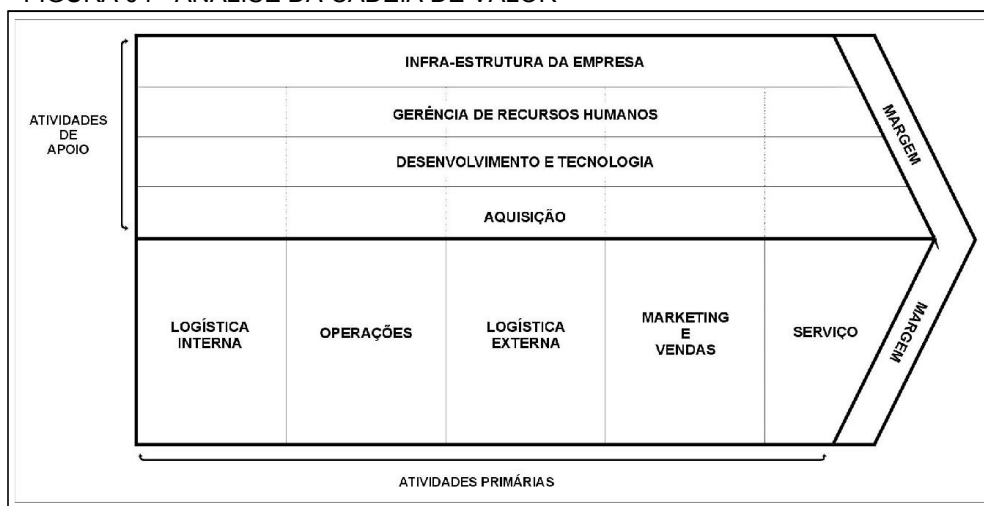 INFRA-ESTRUTURA DA EMPRESA
GERÊNCIA DE RECURSOS HUMANOS
ATIVIDADES
DE
APOIO
DESENVOLVIMENTO E TECNOLOGIA
AQUISIÇÃO
MARGEM
LOGÍSTICA
INTERNA
OPERAÇÕES
LOGÍSTICA
EXTERNA
MARKETING
E
VENDAS
SERVIÇO
MARGEM
ATIVIDADES PRIMÁRIAS